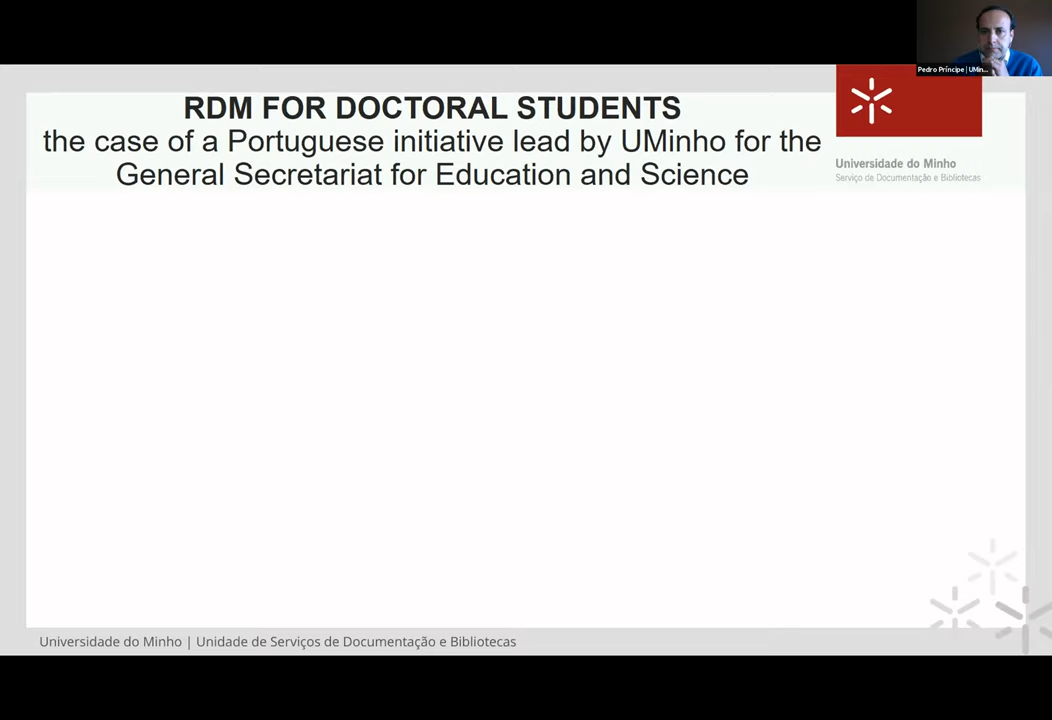 Pedro Príncipe | UMin...
RDM FOR DOCTORAL STUDENTS
the case of a Portuguese initiative lead by UMinho for the
General Secretariat for Education and Science
Universidade do Minho
Serviço de Documentação e Bibliotecas
Universidade do Minho | Unidade de Serviços de Documentação e Bibliotecas